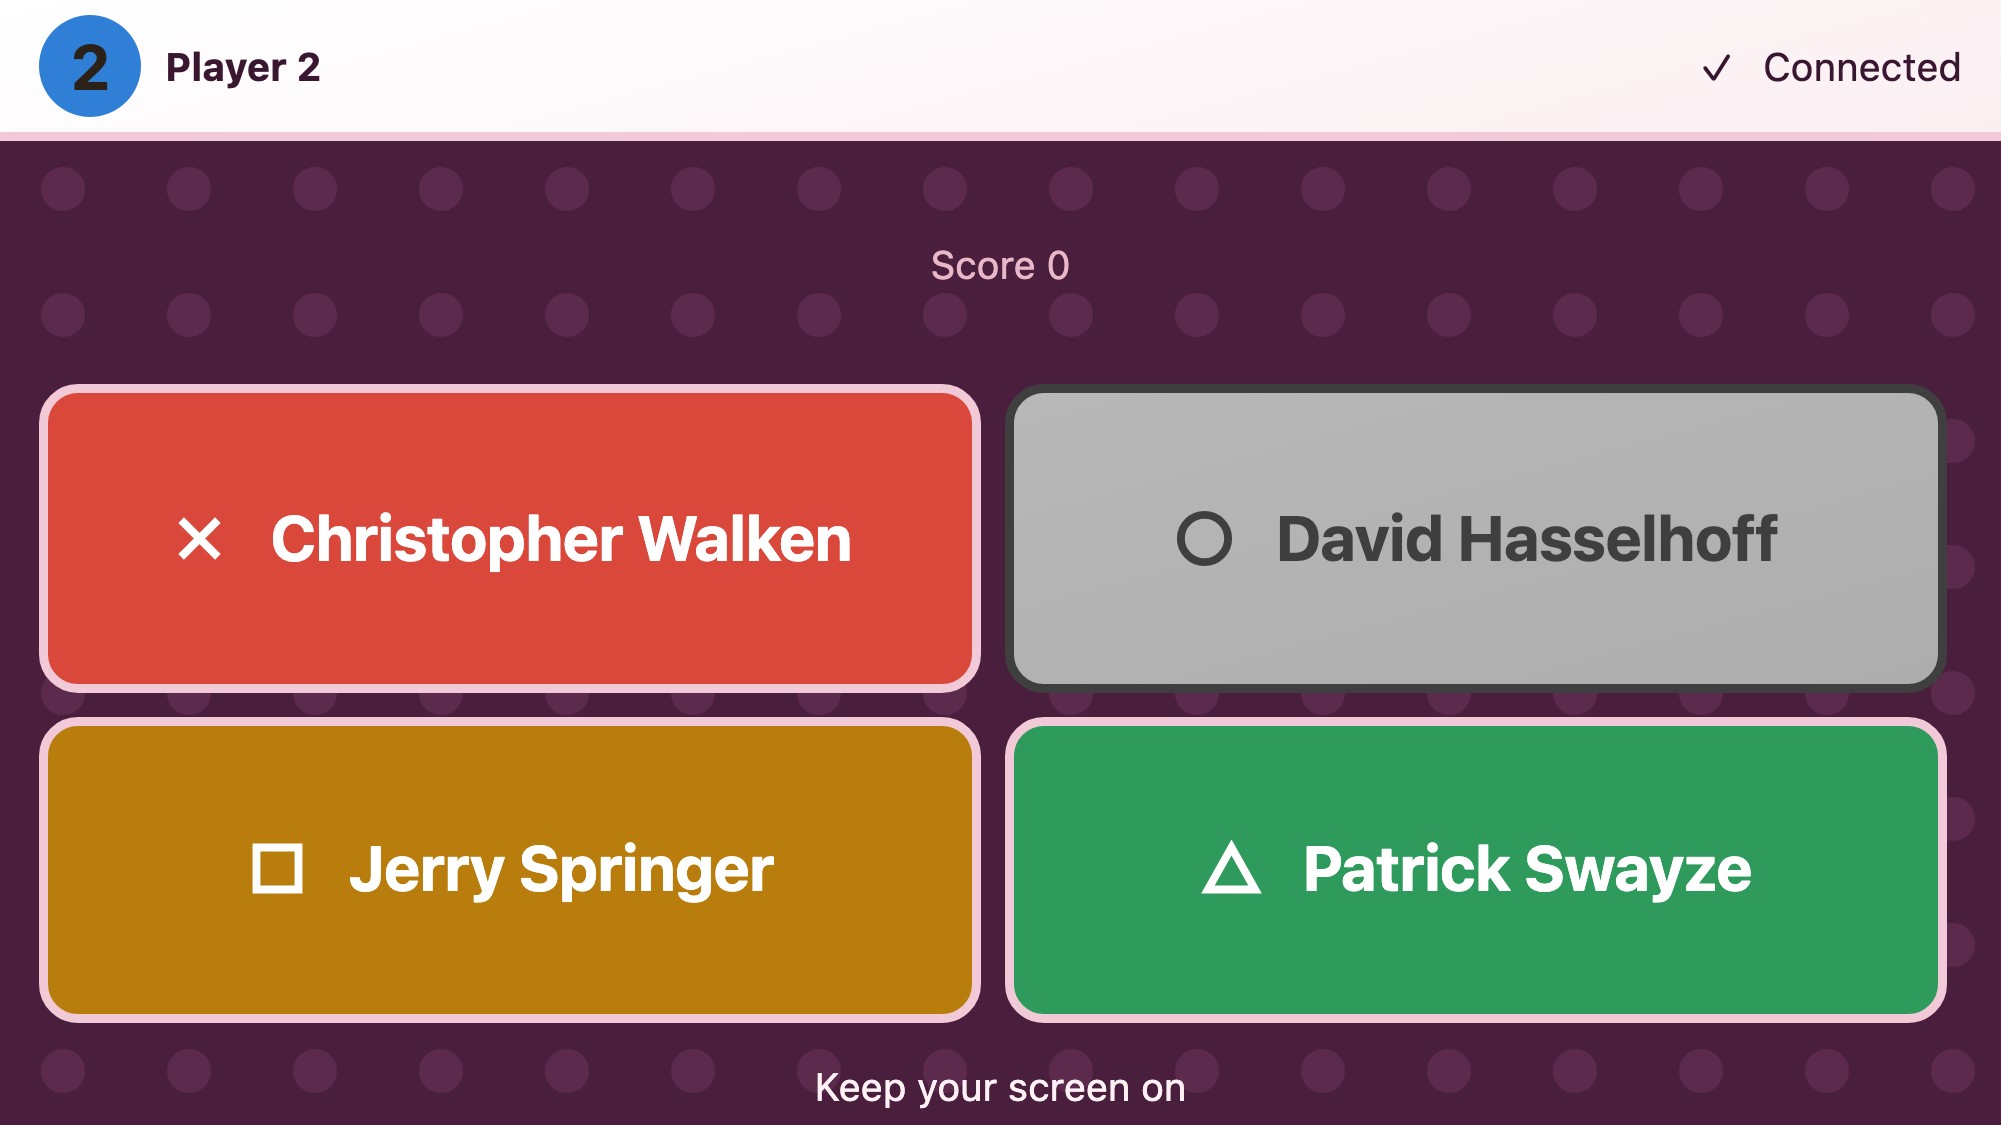 2 Player 2
✓ Connected
Score 0
✕ Christopher Walken
○ David Hasselhoff
□ Jerry Springer
△ Patrick Swayze
Keep your screen on